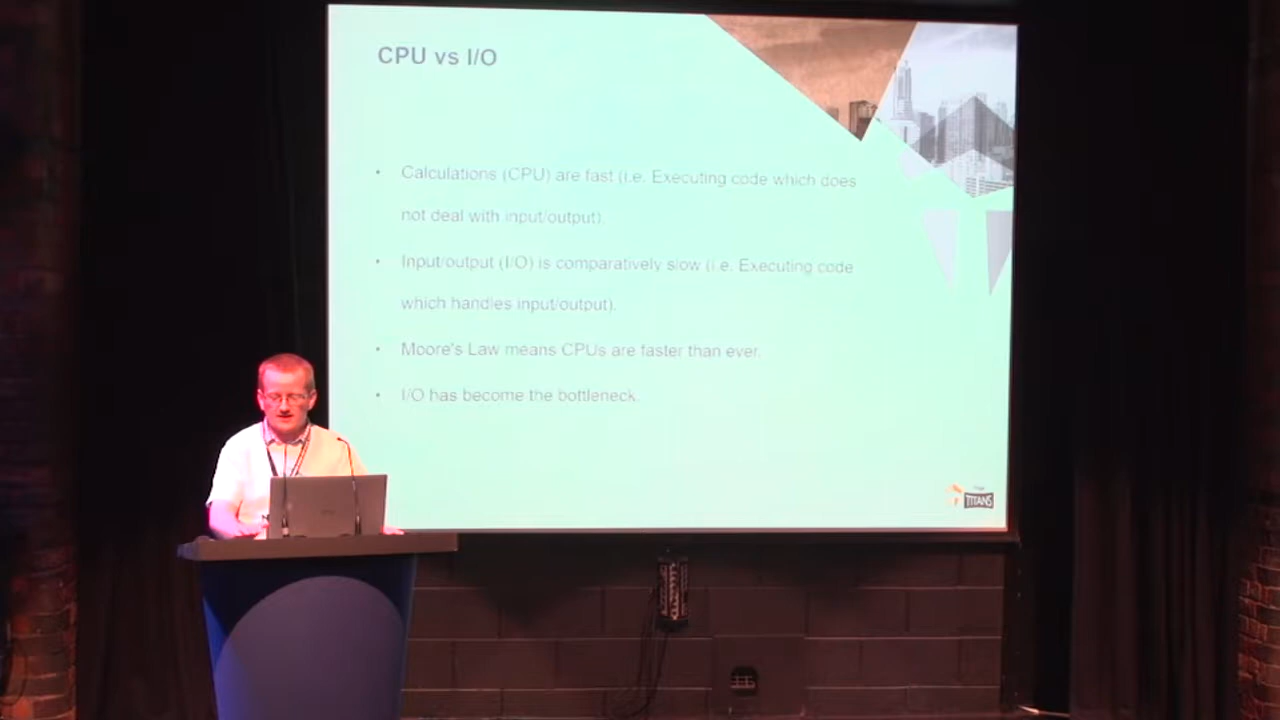 CPU vs I/O
• Calculations (CPU) are fast (i.e. Executing code which does
not deal with input/output).
• Input/output (I/O) is comparatively slow (i.e. Executing code
which handles input/output).
• Moore's Law means CPUs are faster than ever.
• I/O has become the bottleneck.
TITANS